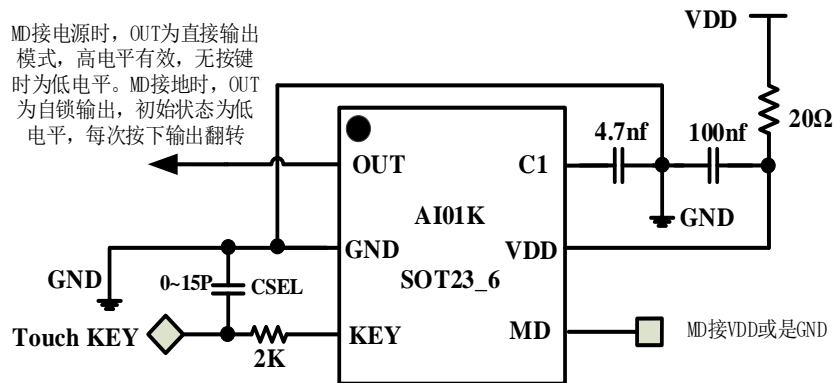 MD接电源时，OUT为直接输出
模式，高电平有效，无按键
时为低电平。MD接地时，OUT
为自锁输出，初始状态为低
电平，每次按下输出翻转
VDD
20Ω
4.7nf
100nf
OUT
C1
GND
AI01K
GND
VDD
GND
0~15P
CSEL
SOT23_6
Touch KEY
2K
KEY
MD
MD接VDD或是GND